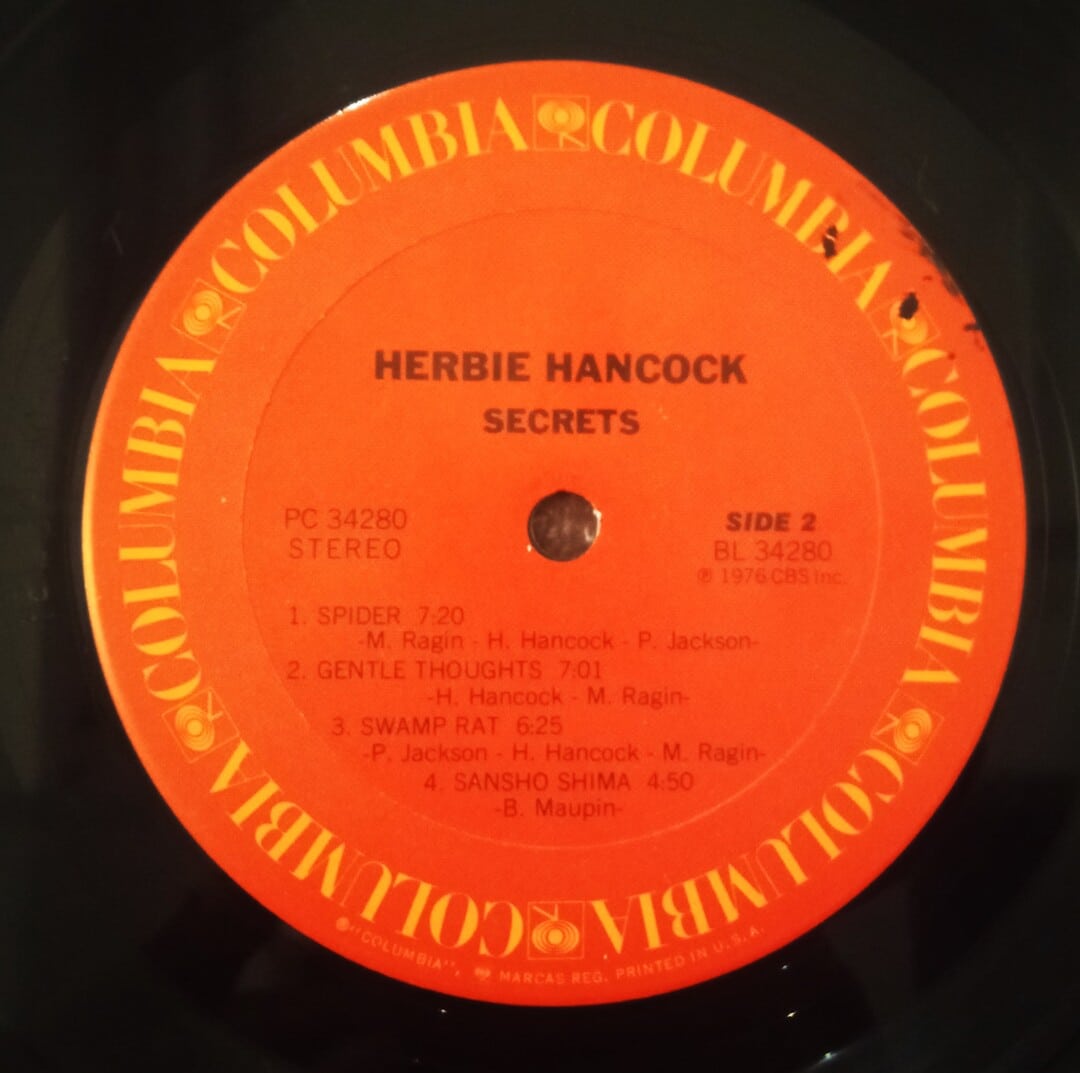 COLUMBIA COLUMBIA COLUMBIA COLUMBIA COLUMBIA COLUMBIA
HERBIE HANCOCK
SECRETS
PC 34280
STEREO
SIDE 2
BL 34280
℗ 1976 CBS Inc.
1. SPIDER 7:20
-M. Ragin - H. Hancock - P. Jackson-
2. GENTLE THOUGHTS 7:01
-H. Hancock - M. Ragin-
3. SWAMP RAT 6:25
-P. Jackson - H. Hancock - M. Ragin-
4. SANSHO SHIMA 4:50
-B. Maupin-
® "COLUMBIA", MARCAS REG. PRINTED IN U.S.A.